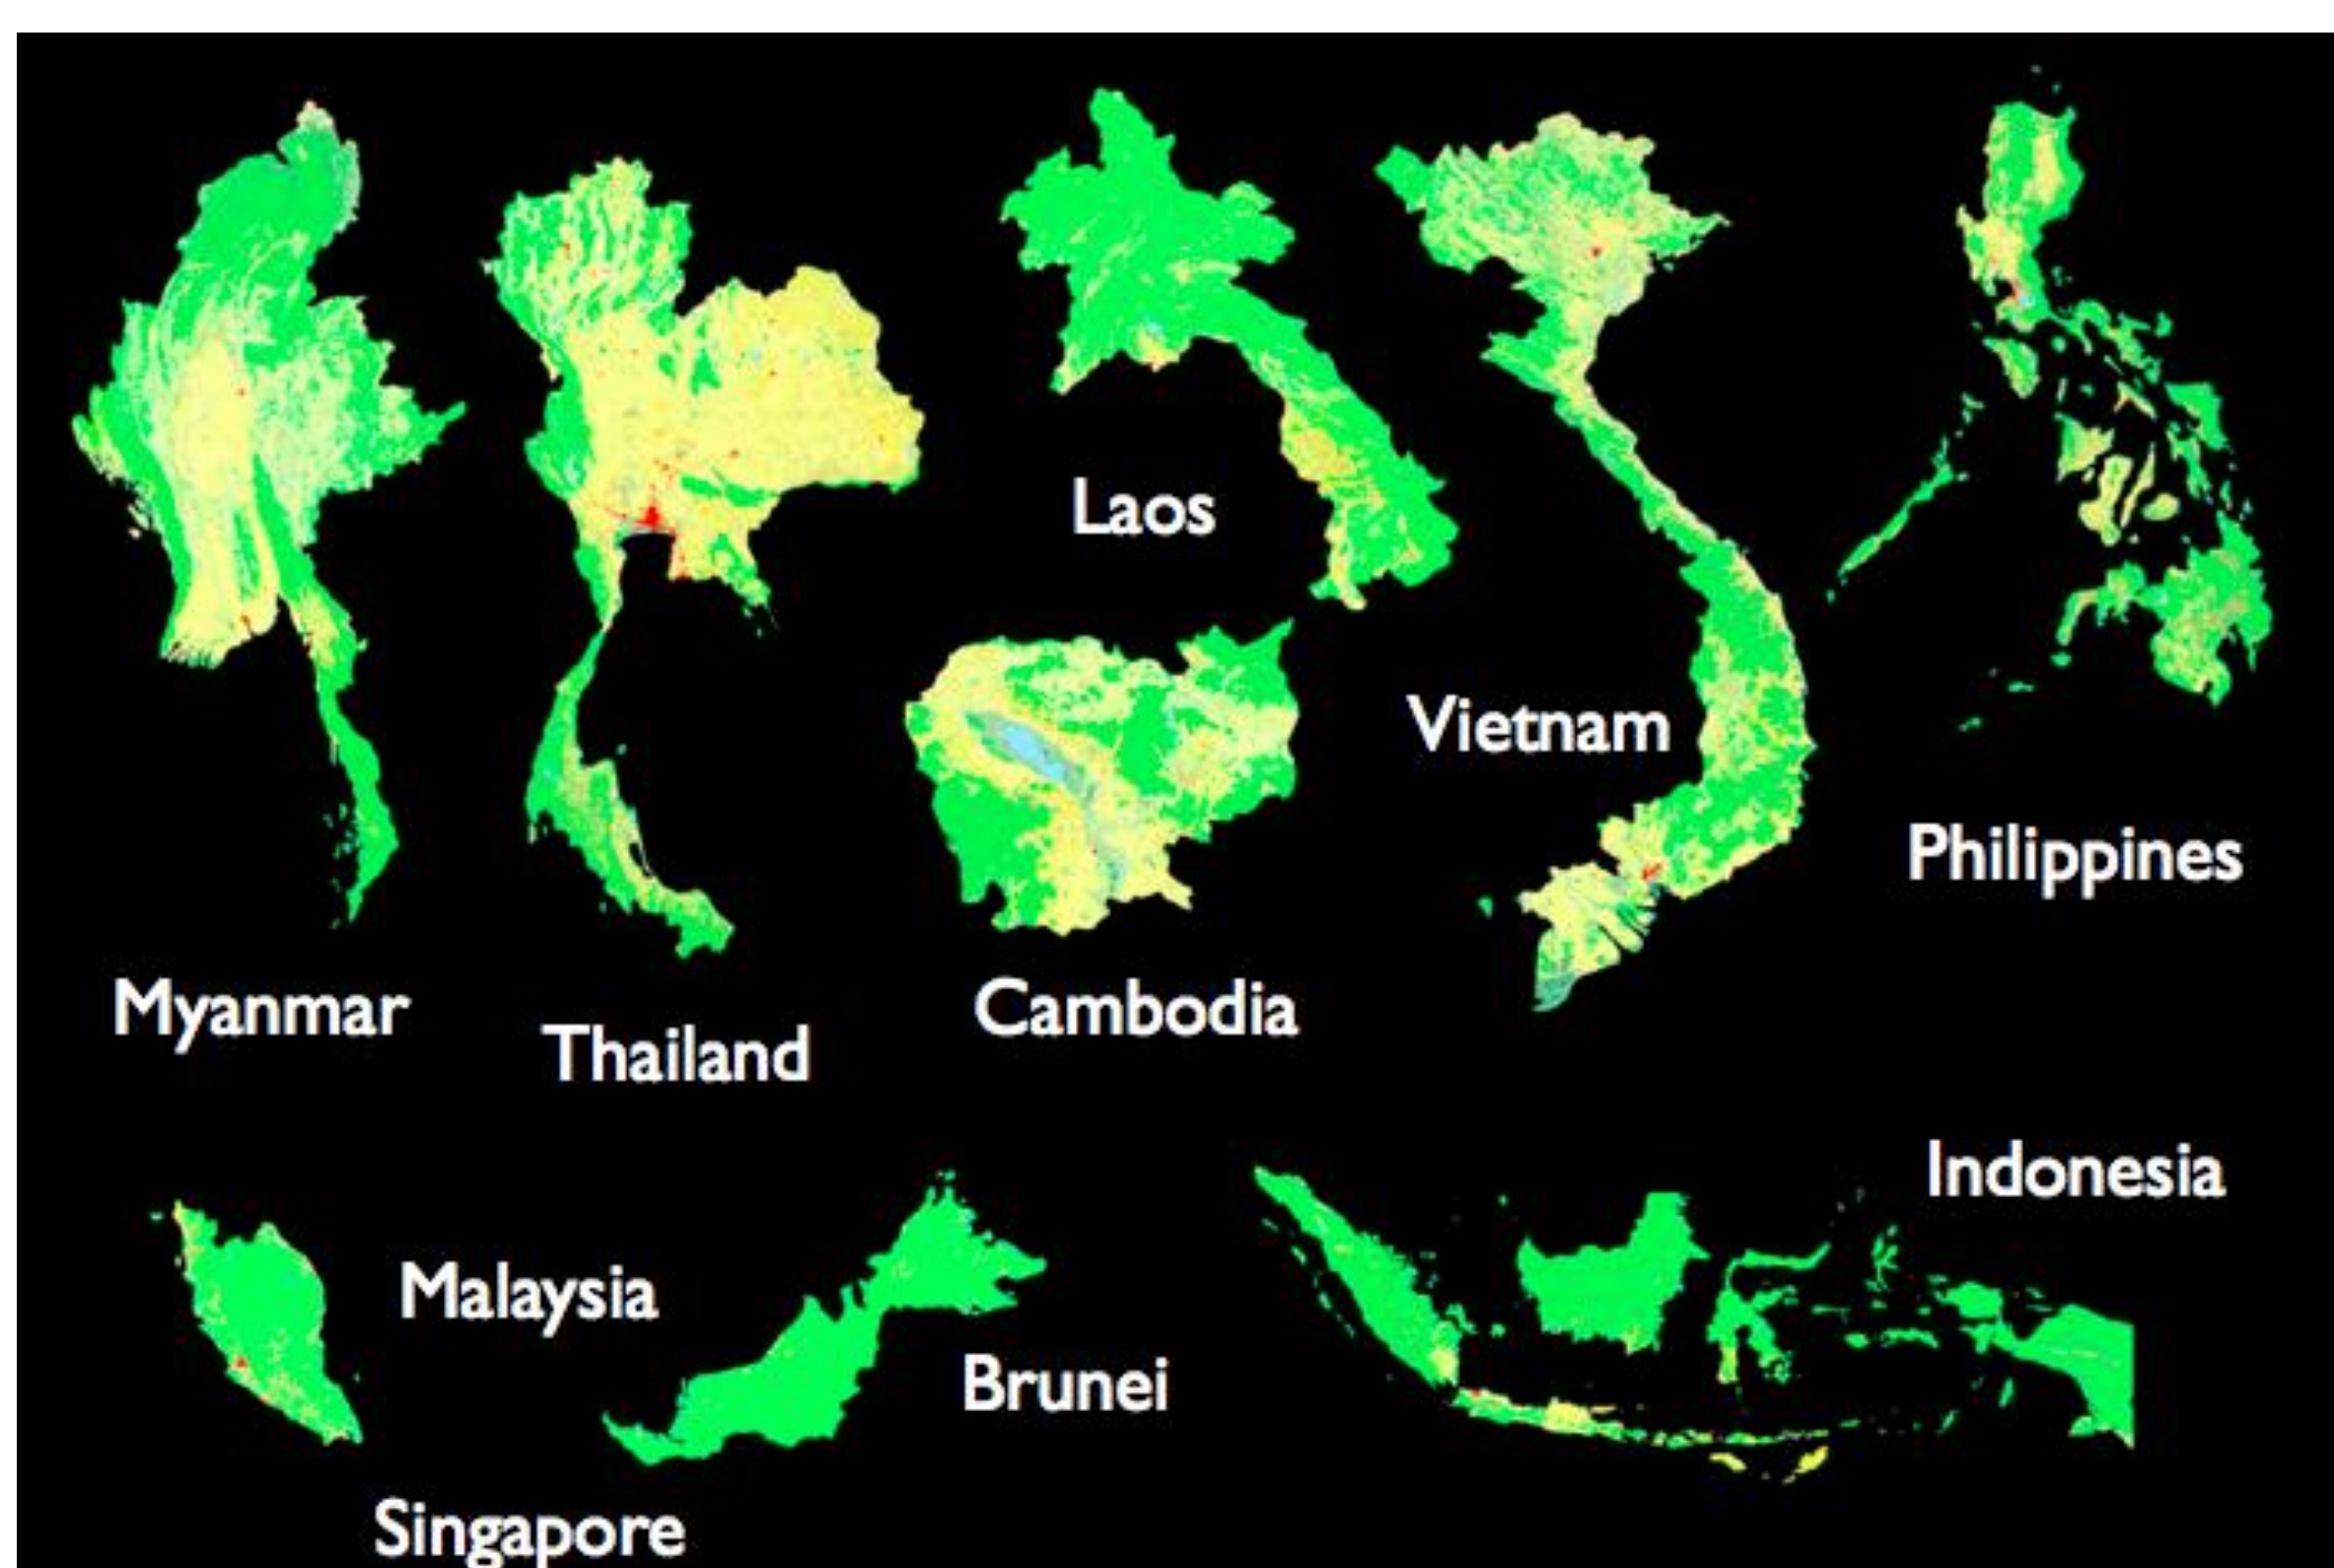 Laos
Vietnam
Philippines
Myanmar
Thailand
Cambodia
Indonesia
Malaysia
Brunei
Singapore